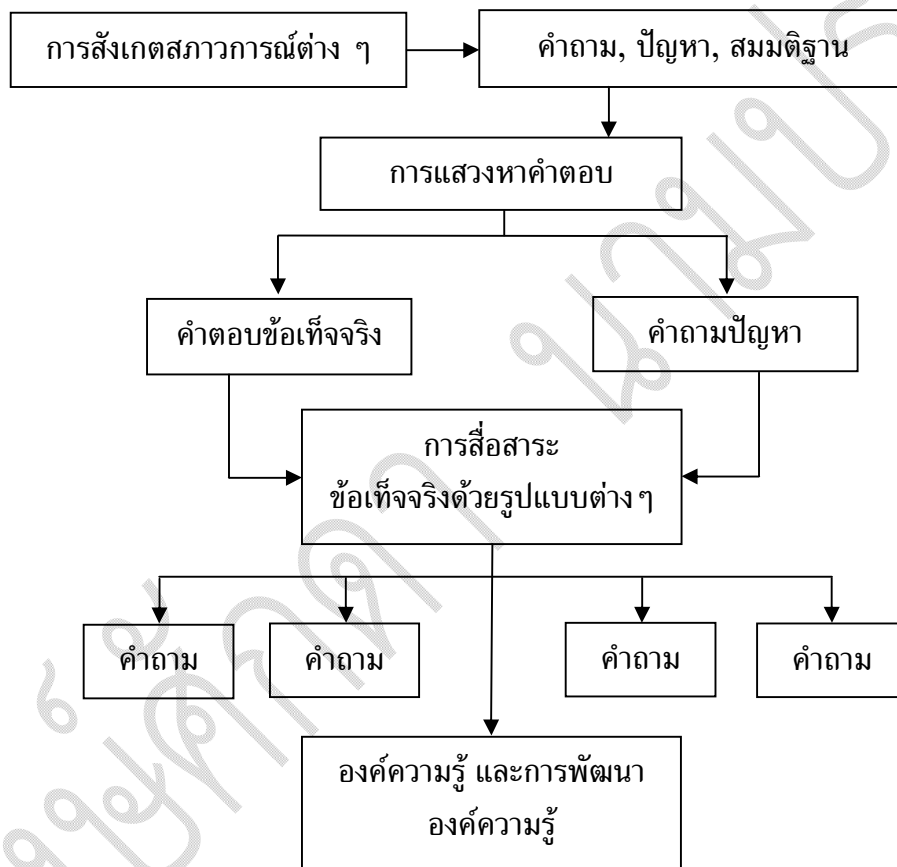 การสังเกตสภาวการณ์ต่าง ๆ
คำถาม, ปัญหา, สมมติฐาน
การแสวงหาคำตอบ
คำตอบข้อเท็จจริง
คำถามปัญหา
การสื่อสาระ
ข้อเท็จจริงด้วยรูปแบบต่าง ๆ
คำถาม
คำถาม
คำถาม
คำถาม
องค์ความรู้ และการพัฒนา
องค์ความรู้